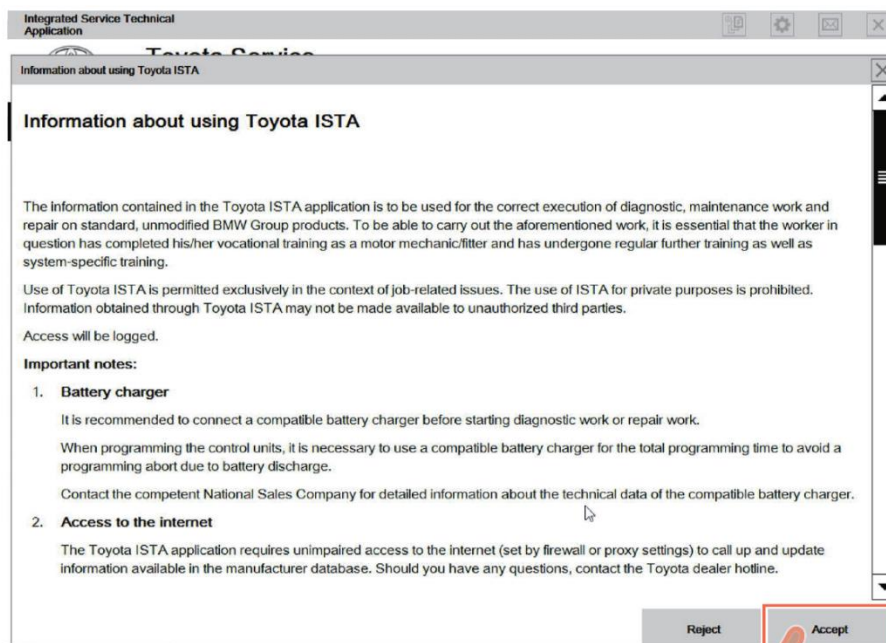 Integrated Service Technical
Application
Toyota Service
Information about using Toyota ISTA
Information about using Toyota ISTA
The information contained in the Toyota ISTA application is to be used for the correct execution of diagnostic, maintenance work and
repair on standard, unmodified BMW Group products. To be able to carry out the aforementioned work, it is essential that the worker in
question has completed his/her vocational training as a motor mechanic/fitter and has undergone regular further training as well as
system-specific training.
Use of Toyota ISTA is permitted exclusively in the context of job-related issues. The use of ISTA for private purposes is prohibited.
Information obtained through Toyota ISTA may not be made available to unauthorized third parties.
Access will be logged.
Important notes:
1. Battery charger
It is recommended to connect a compatible battery charger before starting diagnostic work or repair work.
When programming the control units, it is necessary to use a compatible battery charger for the total programming time to avoid a
programming abort due to battery discharge.
Contact the competent National Sales Company for detailed information about the technical data of the compatible battery charger.
2. Access to the internet
The Toyota ISTA application requires unimpaired access to the internet (set by firewall or proxy settings) to call up and update
information available in the manufacturer database. Should you have any questions, contact the Toyota dealer hotline.
Reject
Accept